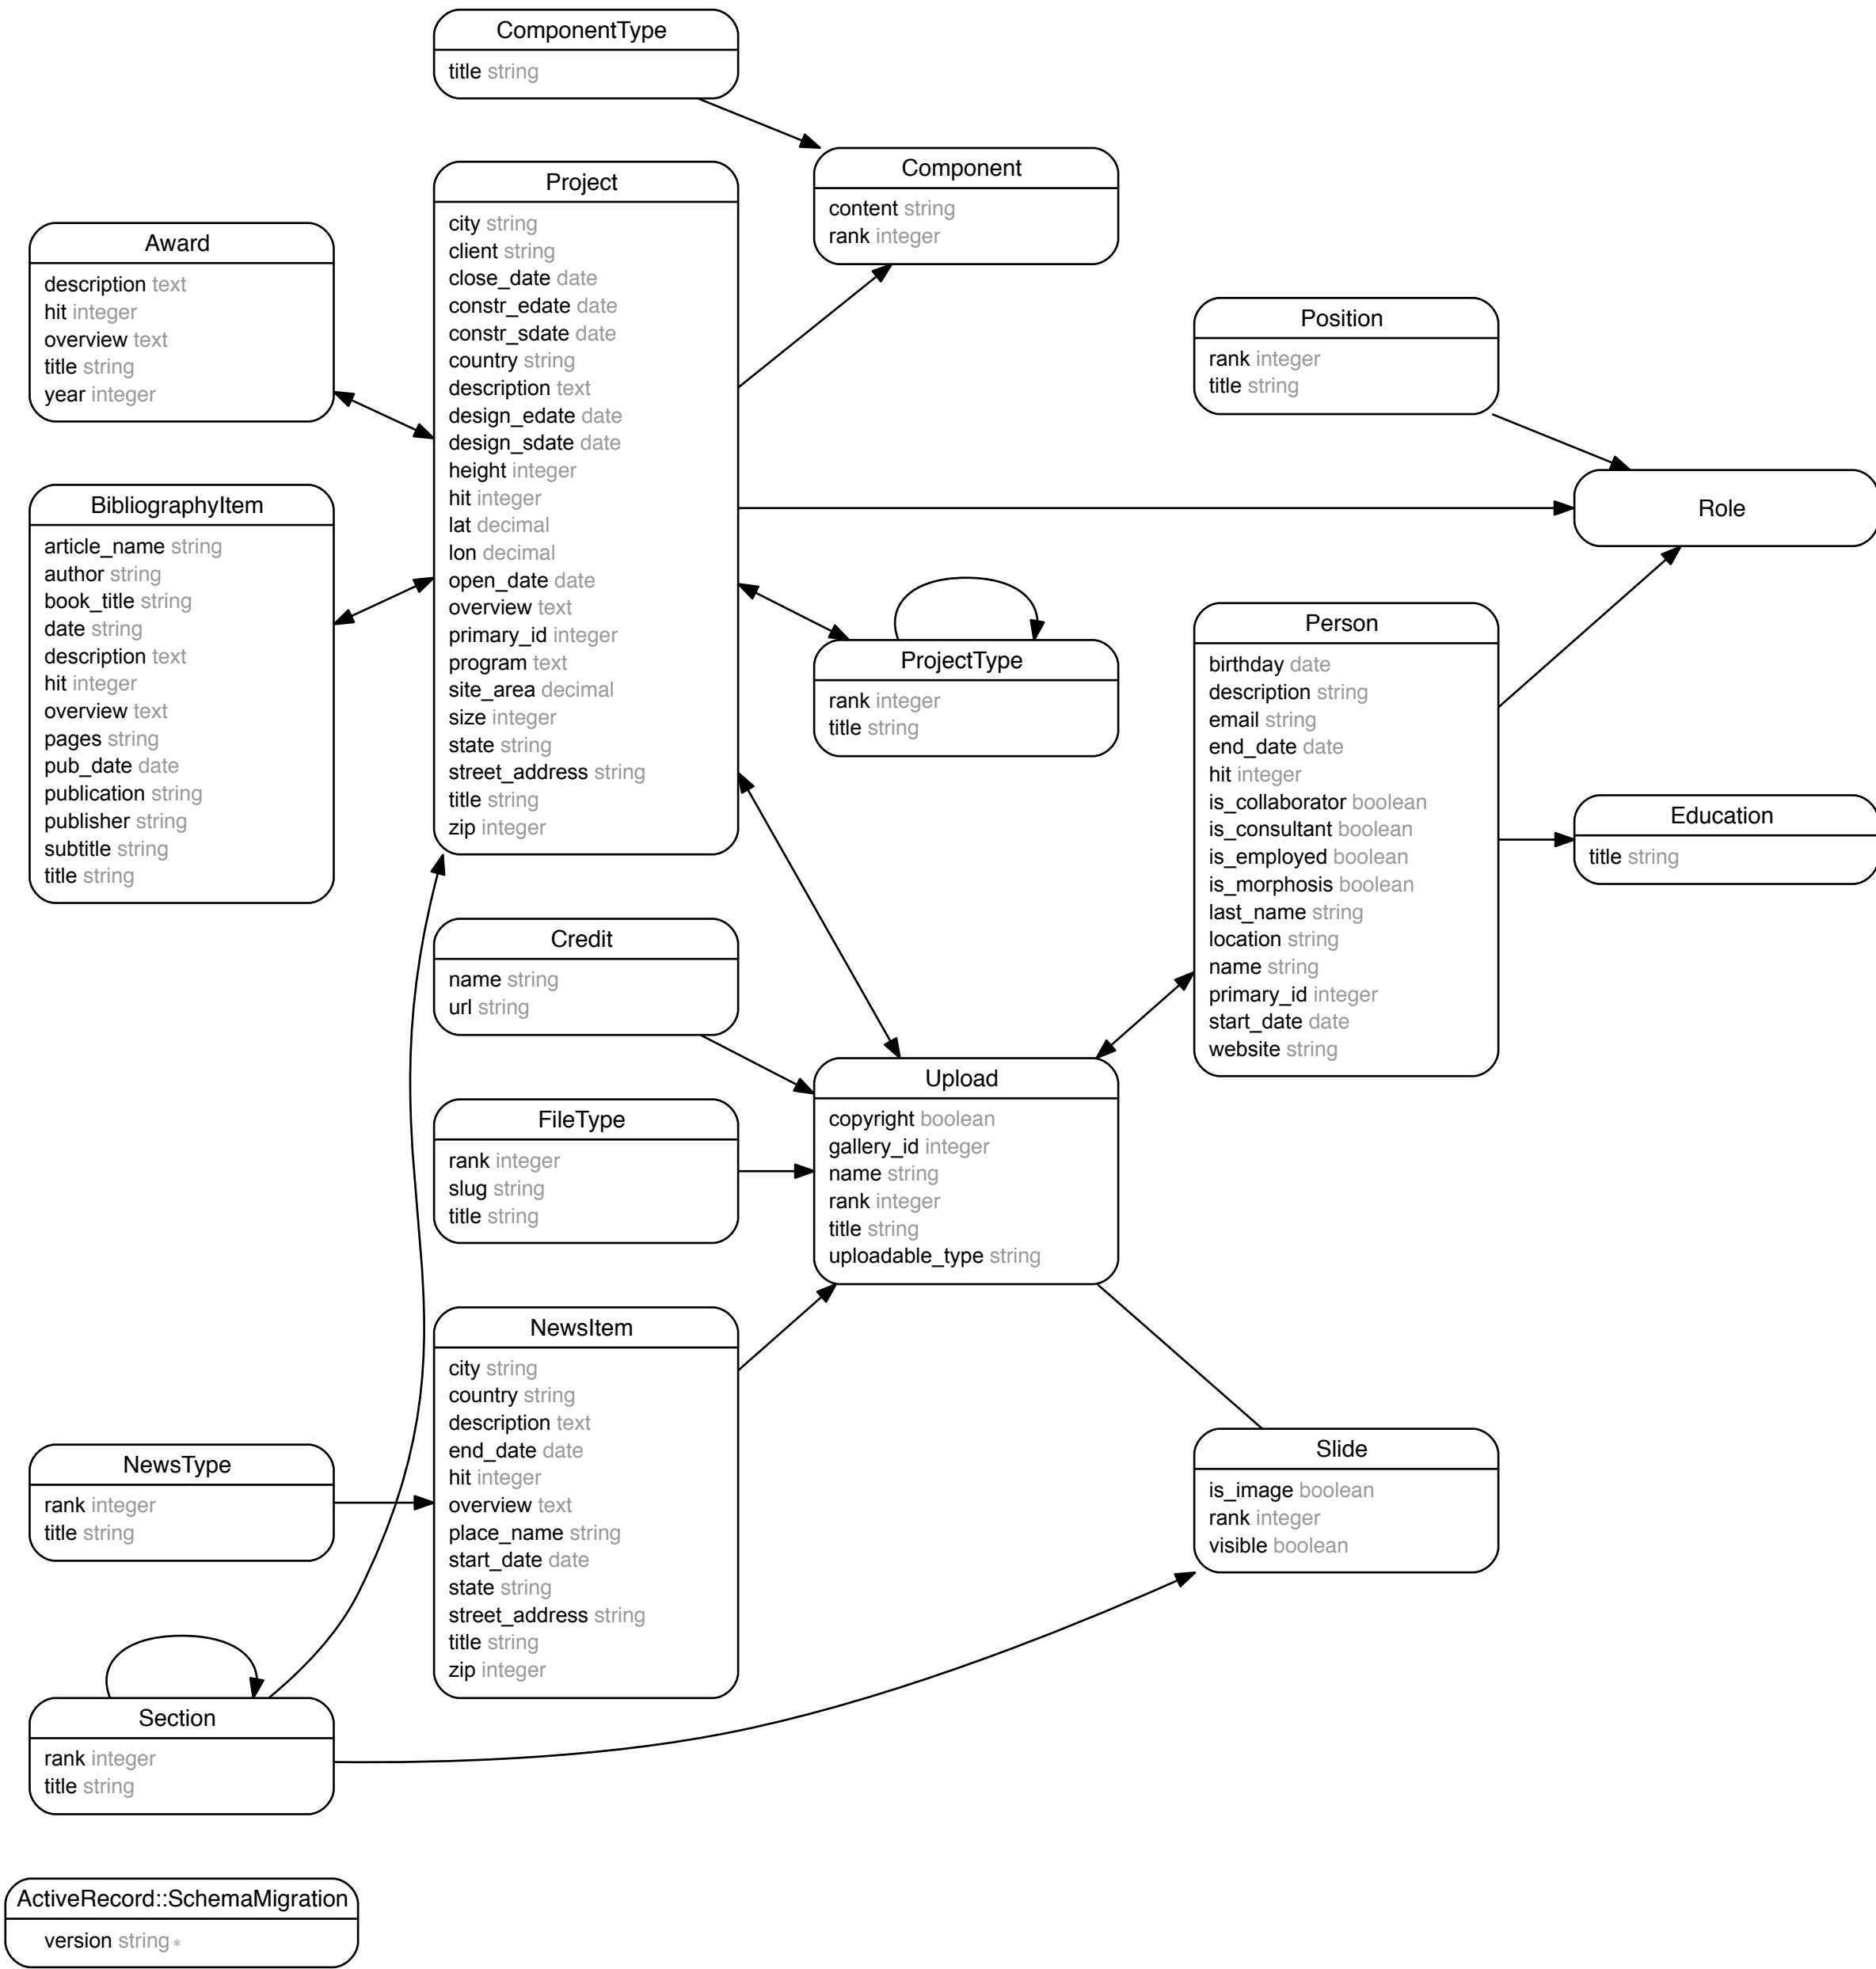 ComponentType
title string
Component
content string
rank integer
Project
city string
client string
close_date date
constr_edate date
constr_sdate date
country string
description text
design_edate date
design_sdate date
height integer
hit integer
lat decimal
lon decimal
open_date date
overview text
primary_id integer
program text
site_area decimal
size integer
state string
street_address string
title string
zip integer
Award
description text
hit integer
overview text
title string
year integer
Position
rank integer
title string
BibliographyItem
article_name string
author string
book_title string
date string
description text
hit integer
overview text
pages string
pub_date date
publication string
publisher string
subtitle string
title string
Role
ProjectType
rank integer
title string
Person
birthday date
description string
email string
end_date date
hit integer
is_collaborator boolean
is_consultant boolean
is_employed boolean
is_morphosis boolean
last_name string
location string
name string
primary_id integer
start_date date
website string
Education
title string
Credit
name string
url string
Upload
copyright boolean
gallery_id integer
name string
rank integer
title string
uploadable_type string
FileType
rank integer
slug string
title string
NewsItem
city string
country string
description text
end_date date
hit integer
overview text
place_name string
start_date date
state string
street_address string
title string
zip integer
NewsType
rank integer
title string
Slide
is_image boolean
rank integer
visible boolean
Section
rank integer
title string
ActiveRecord::SchemaMigration
version string *